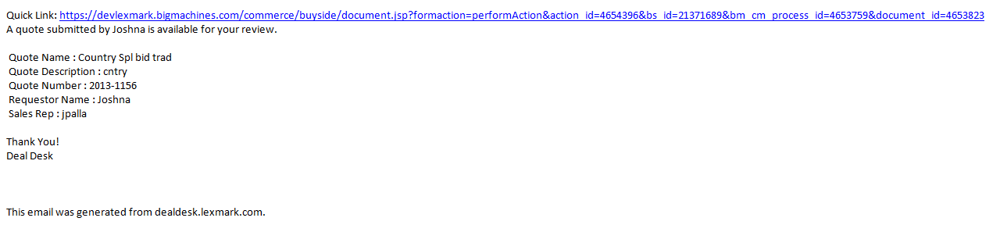 Quick Link: https://devlexmark.bigmachines.com/commerce/buyside/document.jsp?formaction=performAction&action_id=4654396&bs_id=21371689&bm_cm_process_id=4653759&document_id=4653823
A quote submitted by Joshna is available for your review.
Quote Name : Country Spl bid trad
Quote Description : cntry
Quote Number : 2013-1156
Requestor Name : Joshna
Sales Rep : jpalla
Thank You!
Deal Desk
This email was generated from dealdesk.lexmark.com.